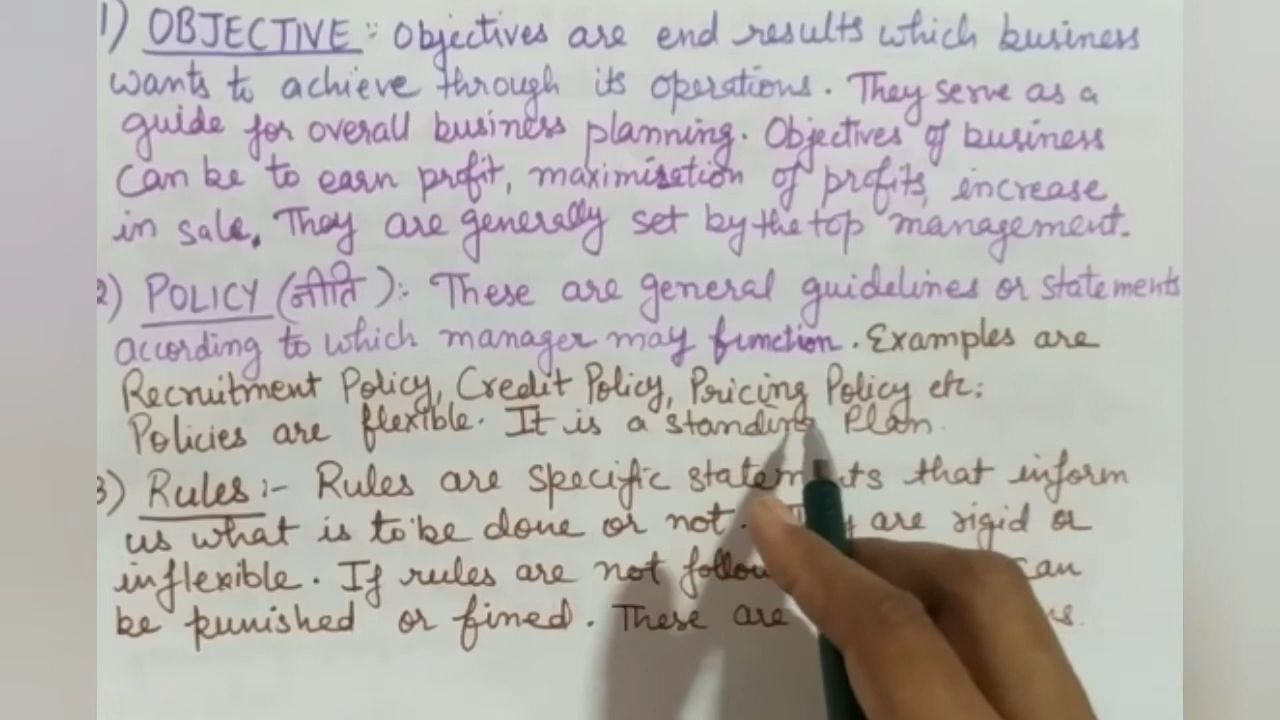 1) OBJECTIVE :- Objectives are end results which business
wants to achieve through its operations. They serve as a
guide for overall business planning. Objectives of business
can be to earn profit, maximisation of profits, increase
in sale. They are generally set by the top management.
2) POLICY (नीति):- These are general guidelines or statements
according to which manager may function. Examples are
Recruitment Policy, Credit Policy, Pricing Policy etc:
Policies are flexible. It is a standing Plan.
3) Rules:- Rules are specific statements that inform
us what is to be done or not. are rigid or
inflexible. If rules are not can
be punished or fined. These are